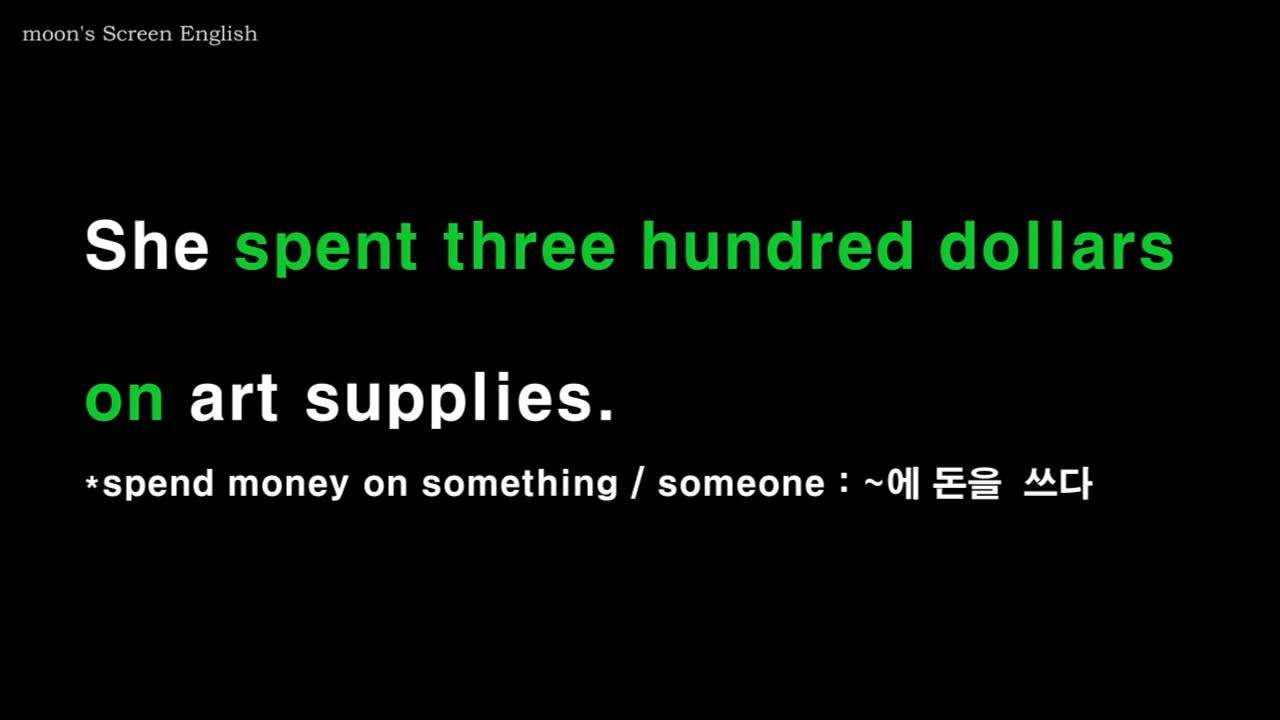 moon's Screen English
She spent three hundred dollars
on art supplies.
*spend money on something / someone : ~에 돈을 쓰다